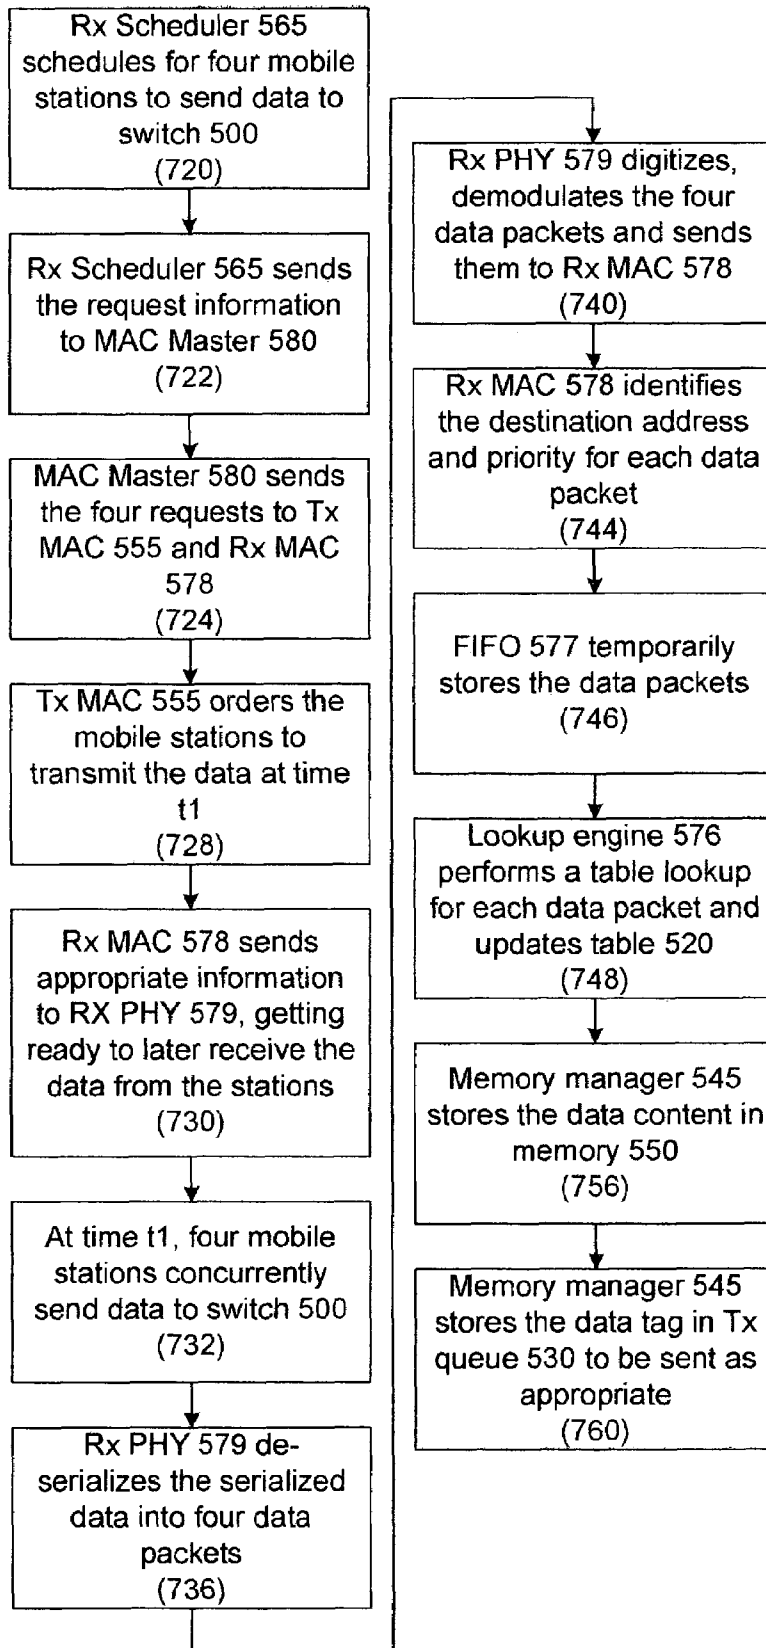 Rx Scheduler 565
schedules for four mobile
stations to send data to
switch 500
(720)
Rx Scheduler 565 sends
the request information
to MAC Master 580
(722)
MAC Master 580 sends
the four requests to Tx
MAC 555 and Rx MAC
578
(724)
Tx MAC 555 orders the
mobile stations to
transmit the data at time
t1
(728)
Rx MAC 578 sends
appropriate information
to RX PHY 579, getting
ready to later receive the
data from the stations
(730)
At time t1, four mobile
stations concurrently
send data to switch 500
(732)
Rx PHY 579 de-
serializes the serialized
data into four data
packets
(736)
Rx PHY 579 digitizes,
demodulates the four
data packets and sends
them to Rx MAC 578
(740)
Rx MAC 578 identifies
the destination address
and priority for each data
packet
(744)
FIFO 577 temporarily
stores the data packets
(746)
Lookup engine 576
performs a table lookup
for each data packet and
updates table 520
(748)
Memory manager 545
stores the data content in
memory 550
(756)
Memory manager 545
stores the data tag in Tx
queue 530 to be sent as
appropriate
(760)